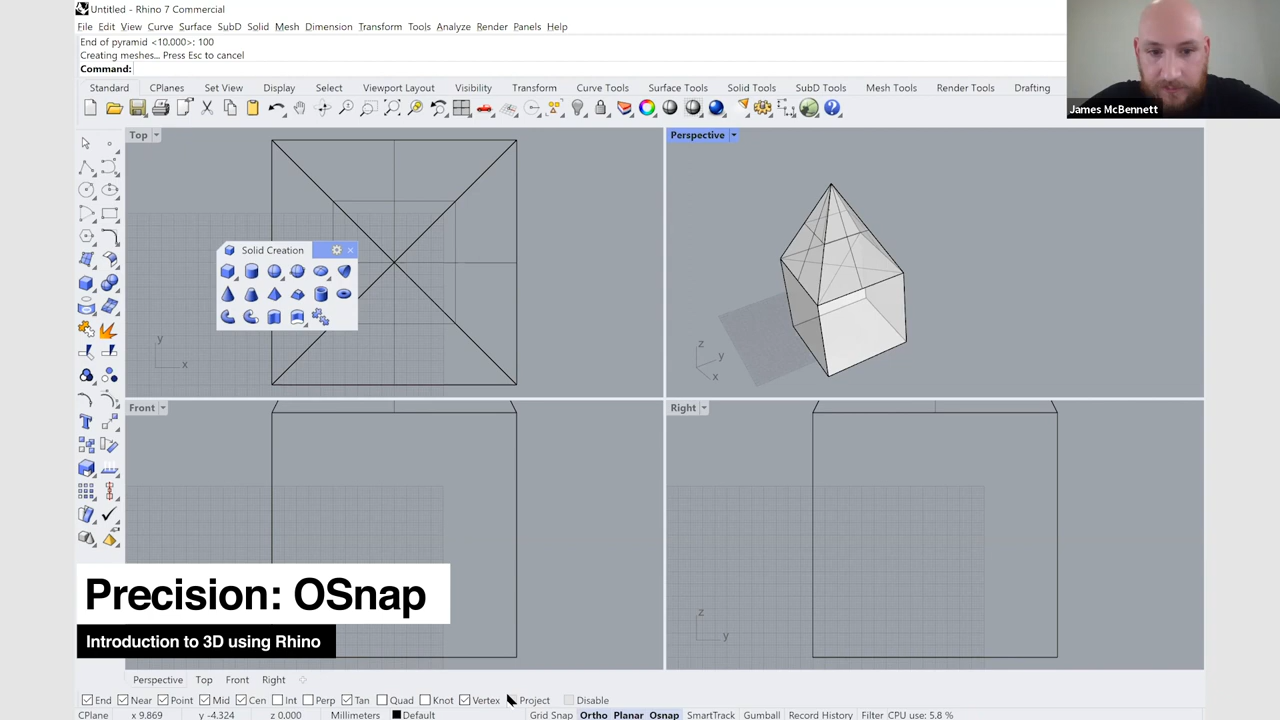 Untitled - Rhino 7 Commercial
File Edit View Curve Surface SubD Solid Mesh Dimension Transform Tools Analyze Render Panels Help
End of pyramid <10.000>: 100
Creating meshes... Press Esc to cancel
Command:
James McBennett
Standard CPlanes Set View Display Select Viewport Layout Visibility Transform Curve Tools Surface Tools Solid Tools SubD Tools Mesh Tools Render Tools Drafting
Top
Perspective
Solid Creation
y
x
z
y
x
Front
Right
z
y
Precision: OSnap
Introduction to 3D using Rhino
Perspective Top Front Right
End Near Point Mid Cen Int Perp Tan Quad Knot Vertex Project Disable
CPlane x 9.869 y -4.324 z 0.000 Millimeters Default Grid Snap Ortho Planar Osnap SmartTrack Gumball Record History Filter CPU use: 5.8 %